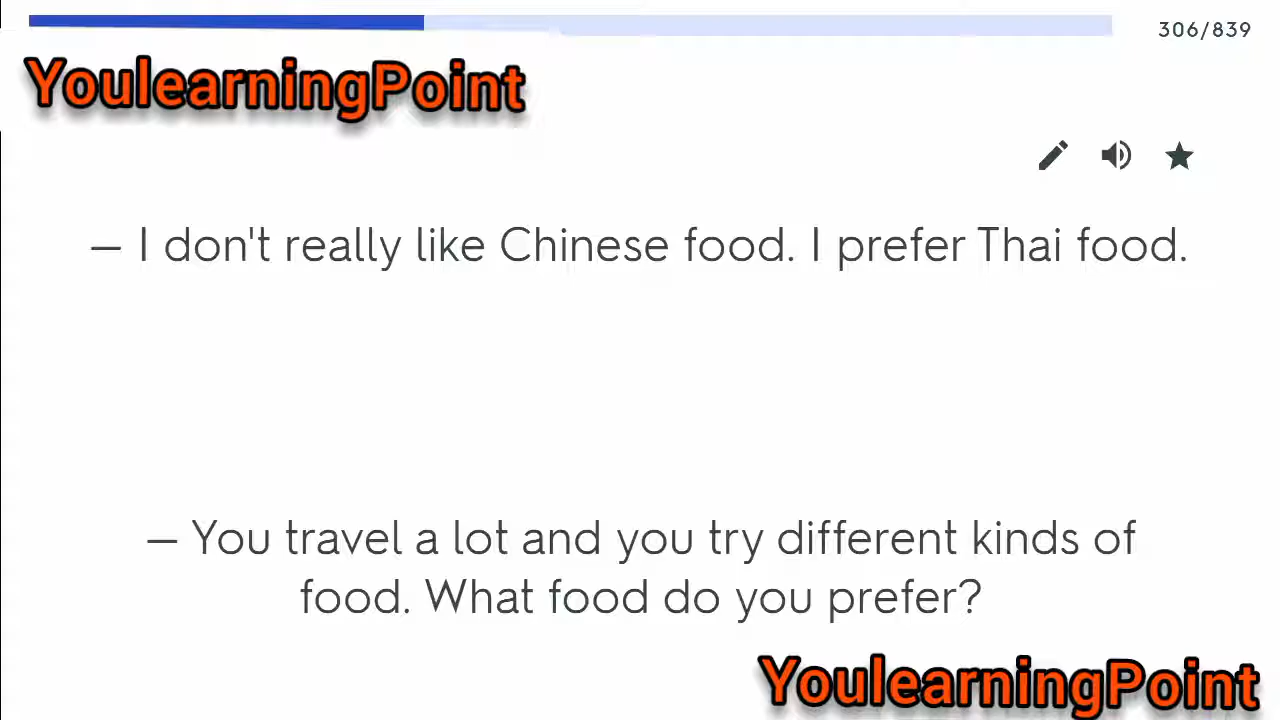 306/839
YoulearningPoint
– I don't really like Chinese food. I prefer Thai food.
– You travel a lot and you try different kinds of
food. What food do you prefer?
YoulearningPoint